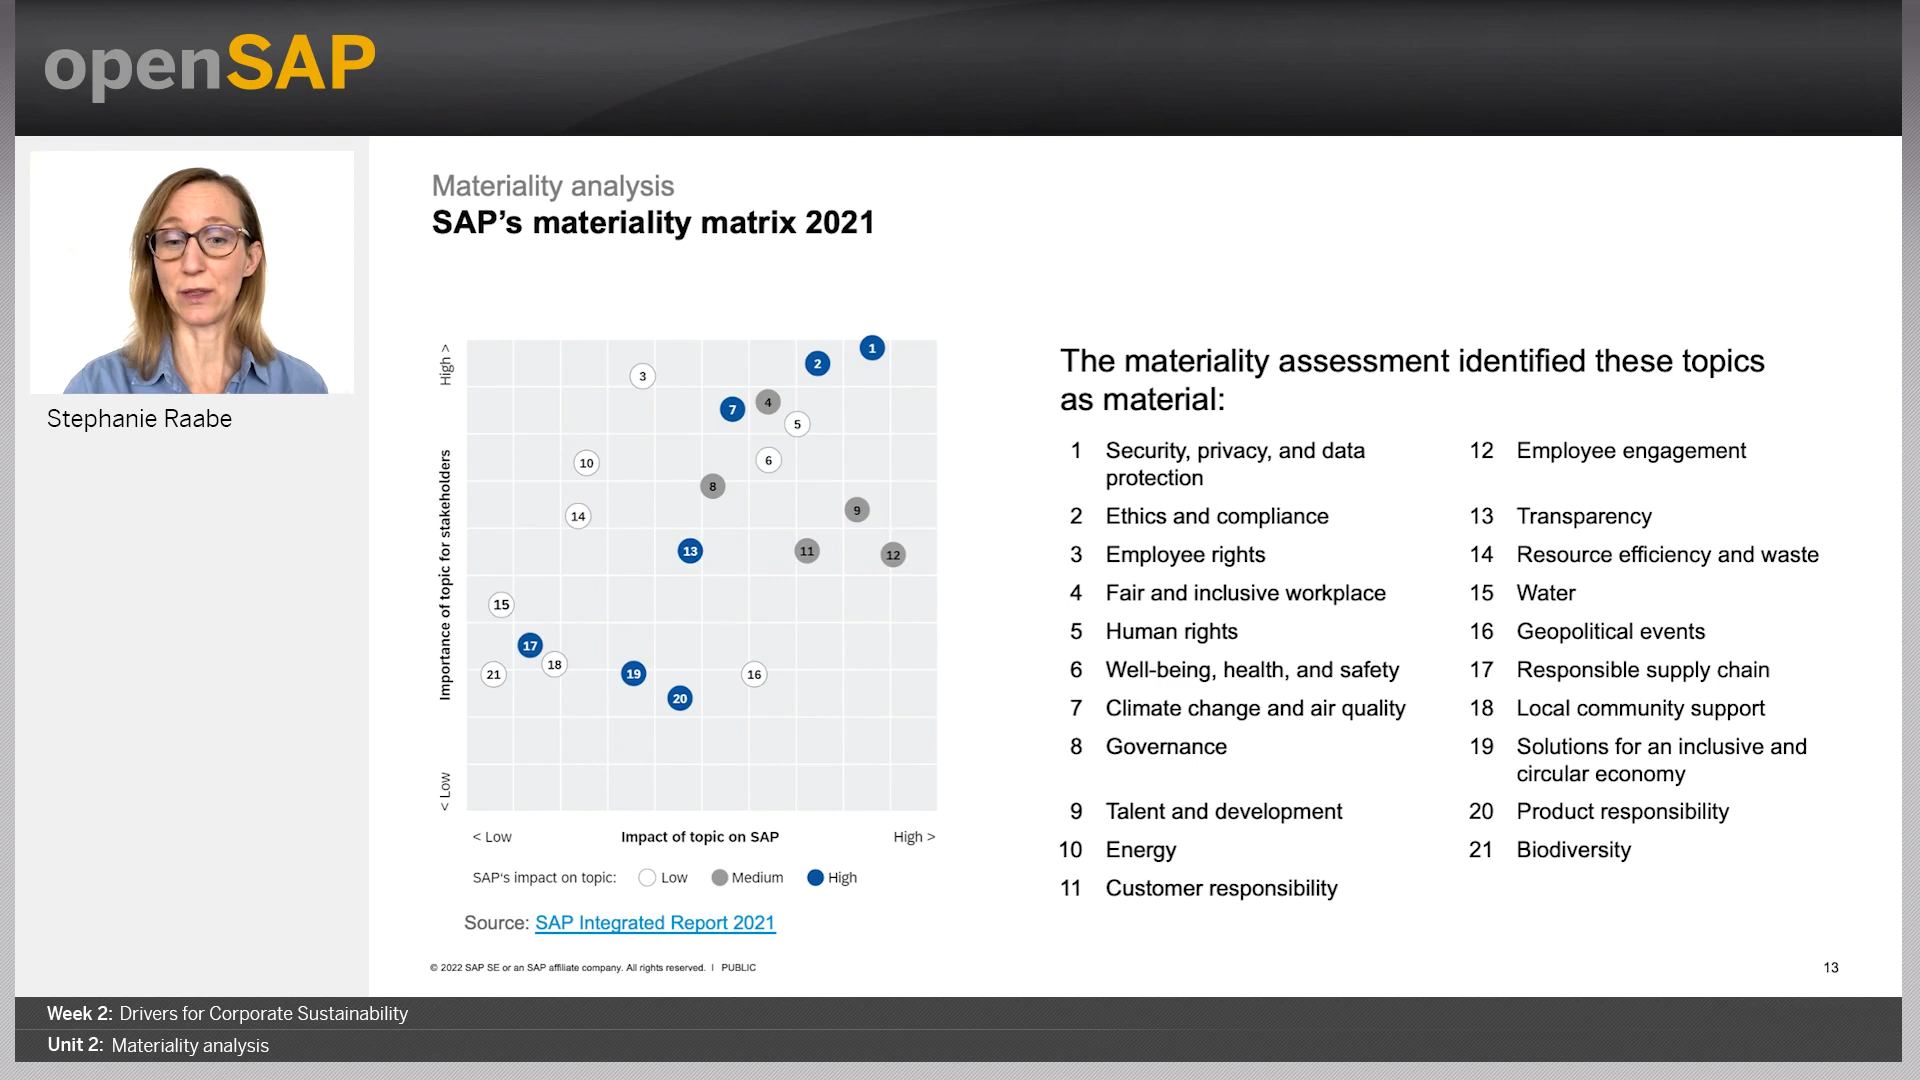 openSAP
Stephanie Raabe
Materiality analysis
SAP’s materiality matrix 2021
High >
Importance of topic for stakeholders
< Low
1
2
3
4
7
5
6
10
8
9
14
13
11
12
15
17
18
21
19
16
20
< Low
Impact of topic on SAP
High >
SAP‘s impact on topic:
Low
Medium
High
Source: SAP Integrated Report 2021
The materiality assessment identified these topics
as material:
1 Security, privacy, and data
protection
2 Ethics and compliance
3 Employee rights
4 Fair and inclusive workplace
5 Human rights
6 Well-being, health, and safety
7 Climate change and air quality
8 Governance
9 Talent and development
10 Energy
11 Customer responsibility
12 Employee engagement
13 Transparency
14 Resource efficiency and waste
15 Water
16 Geopolitical events
17 Responsible supply chain
18 Local community support
19 Solutions for an inclusive and
circular economy
20 Product responsibility
21 Biodiversity
© 2022 SAP SE or an SAP affiliate company. All rights reserved. I PUBLIC
13
Week 2: Drivers for Corporate Sustainability
Unit 2: Materiality analysis